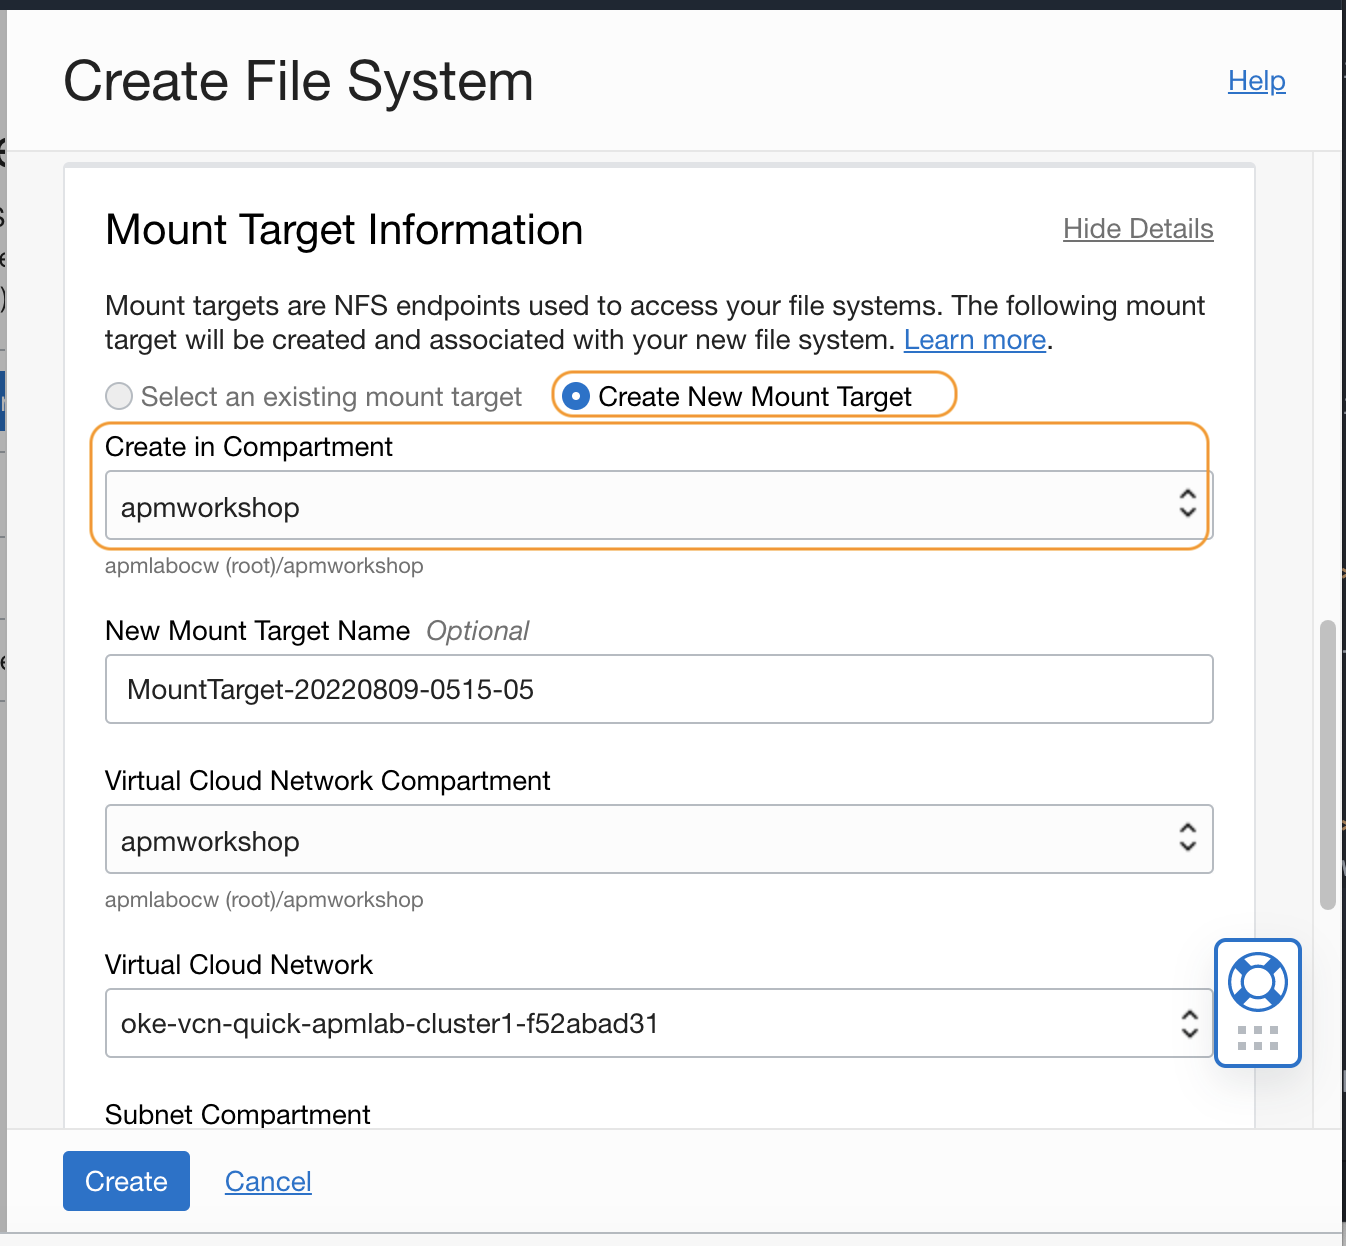 Create File System
Help
Mount Target Information
Hide Details
Mount targets are NFS endpoints used to access your file systems. The following mount
target will be created and associated with your new file system. Learn more.
Select an existing mount target
Create New Mount Target
Create in Compartment
apmworkshop
apmlabocw (root)/apmworkshop
New Mount Target Name Optional
MountTarget-20220809-0515-05
Virtual Cloud Network Compartment
apmworkshop
apmlabocw (root)/apmworkshop
Virtual Cloud Network
oke-vcn-quick-apmlab-cluster1-f52abad31
Subnet Compartment
Create
Cancel